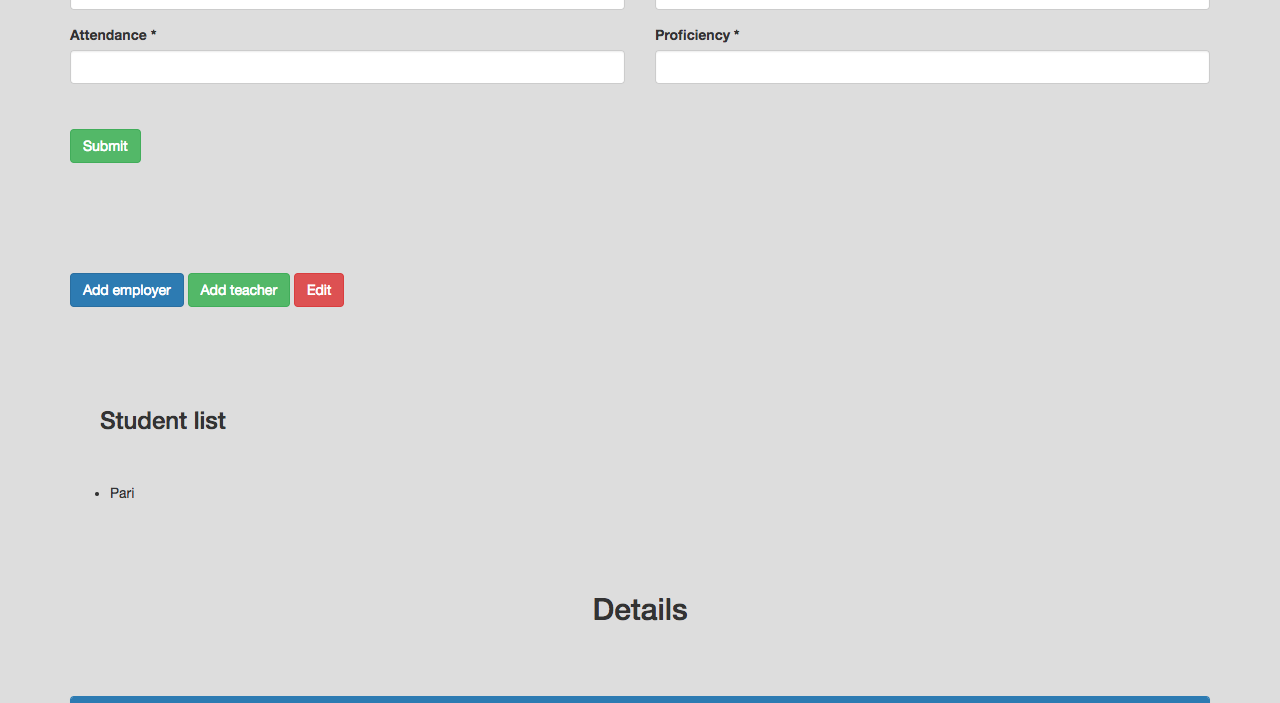 Attendance * Proficiency *
Submit
Add employer Add teacher Edit
Student list
• Pari
Details